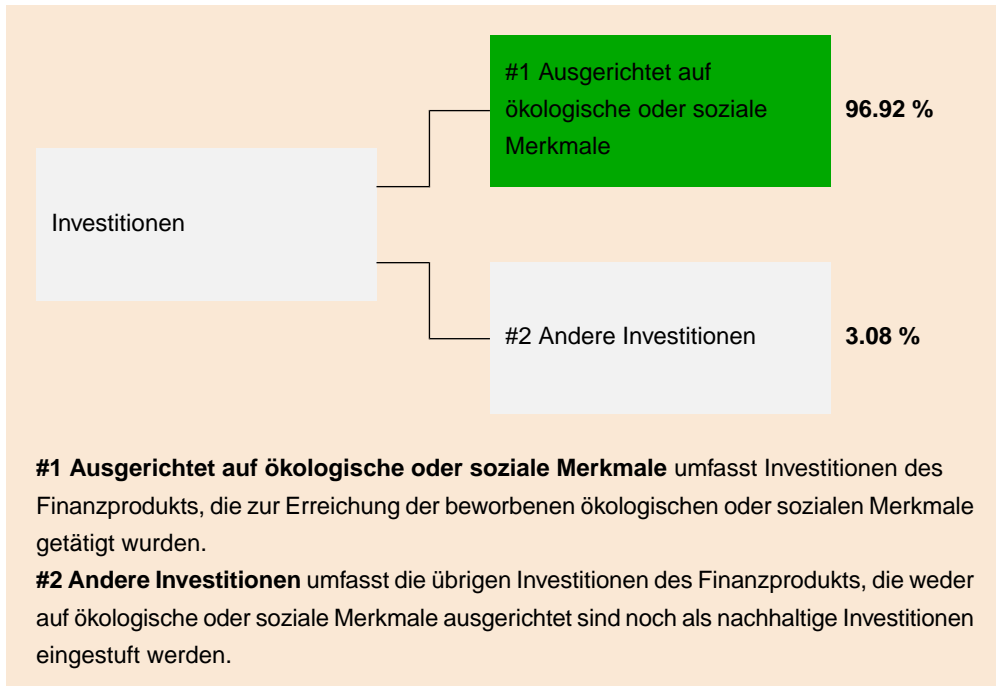 #1 Ausgerichtet auf
ökologische oder soziale
Merkmale
96.92 %
Investitionen
#2 Andere Investitionen
3.08 %
#1 Ausgerichtet auf ökologische oder soziale Merkmale umfasst Investitionen des
Finanzprodukts, die zur Erreichung der beworbenen ökologischen oder sozialen Merkmale
getätigt wurden.
#2 Andere Investitionen umfasst die übrigen Investitionen des Finanzprodukts, die weder
auf ökologische oder soziale Merkmale ausgerichtet sind noch als nachhaltige Investitionen
eingestuft werden.